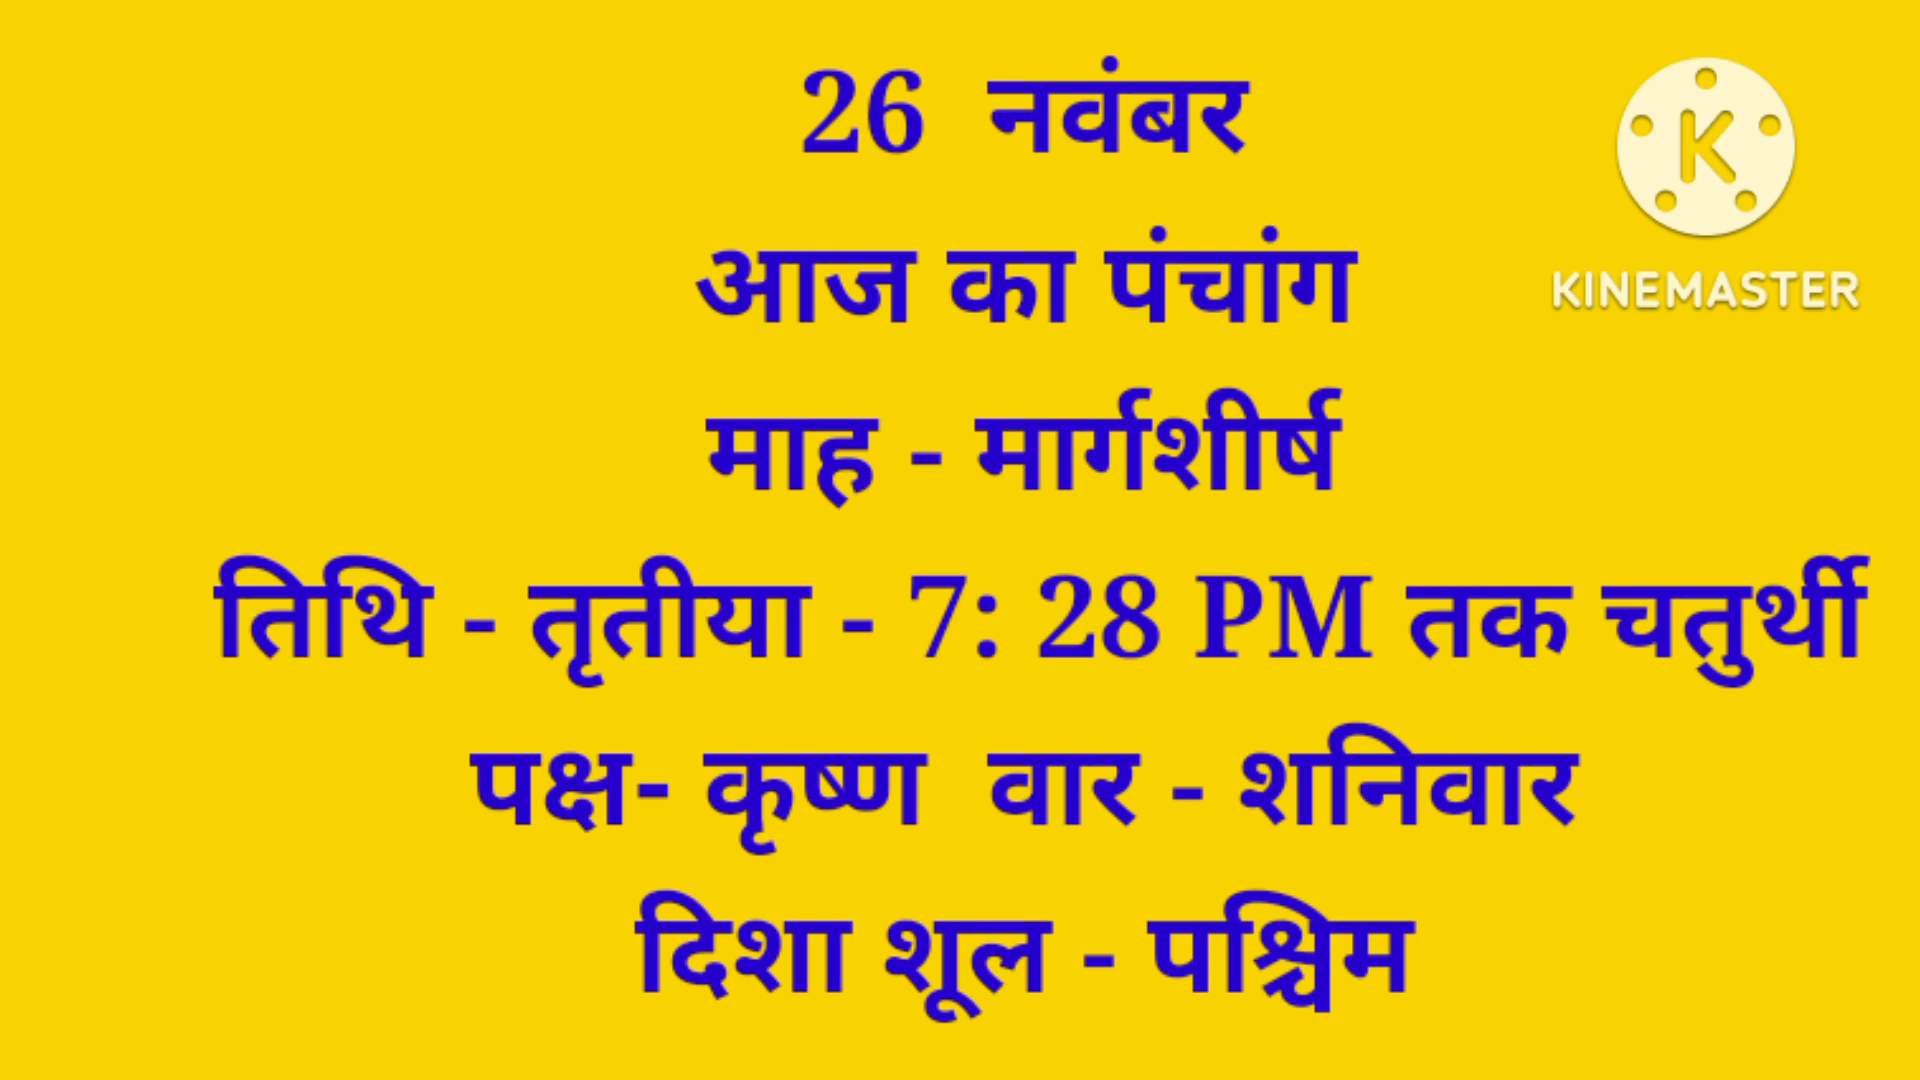 26 नवंबर
आज का पंचांग
माह - मार्गशीर्ष
तिथि - तृतीया - 7: 28 PM तक चतुर्थी
पक्ष- कृष्ण वार - शनिवार
दिशा शूल - पश्चिम
K
KINEMASTER